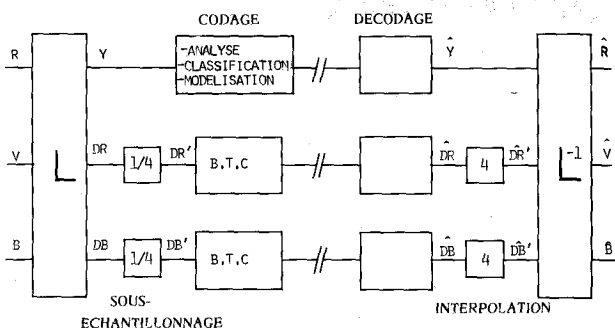 CODAGE DECODAGE
R Y -ANALYSE Ŷ R̂
-CLASSIFICATION
-MODELISATION
V L DR 1/4 DR' B.T.C D̂R 4 D̂R' L⁻¹ V̂
B DB 1/4 DB' B.T.C D̂B 4 D̂B' B̂
SOUS- INTERPOLATION
ECHANTILLONNAGE